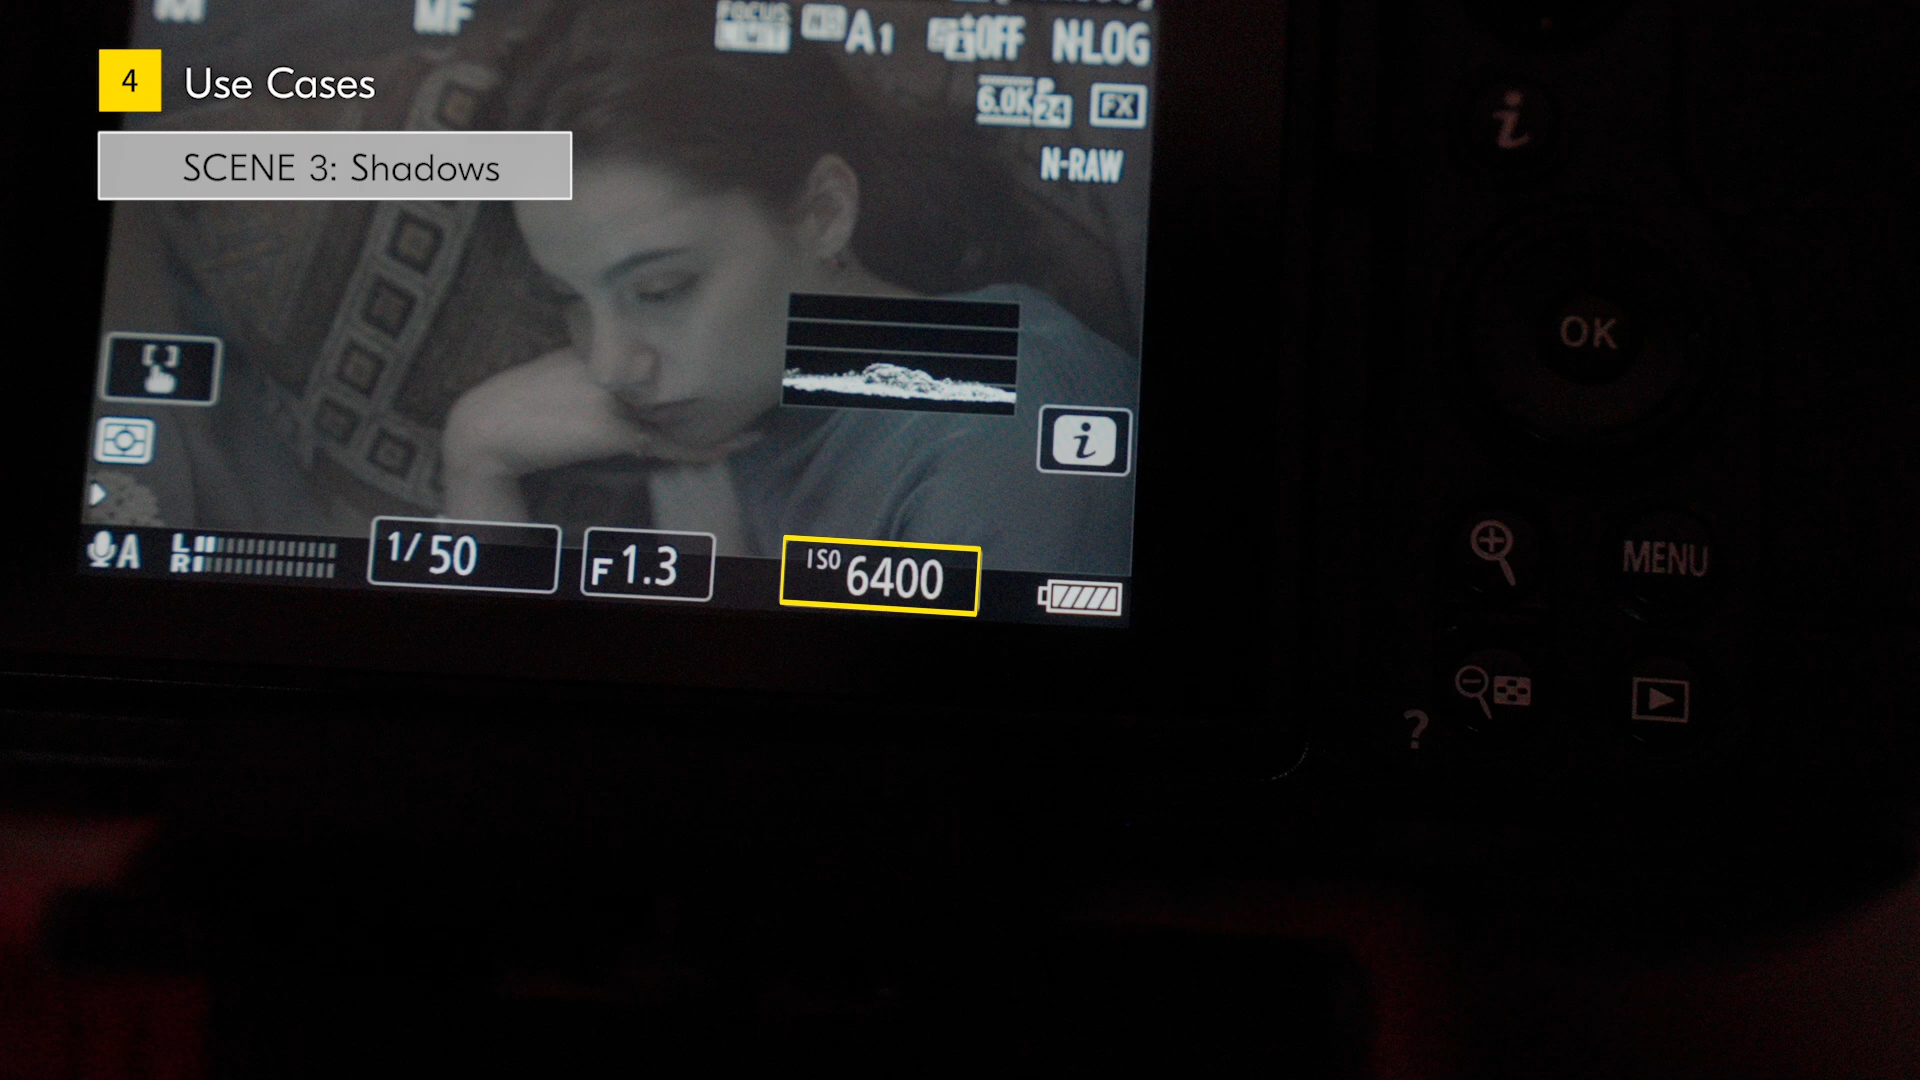 4 Use Cases
SCENE 3: Shadows
M MF FOCUS A1 OFF N-LOG
6.0K P 24 FX
N-RAW
i
i
OK
A L R 1/50 F1.3 ISO 6400
MENU
?